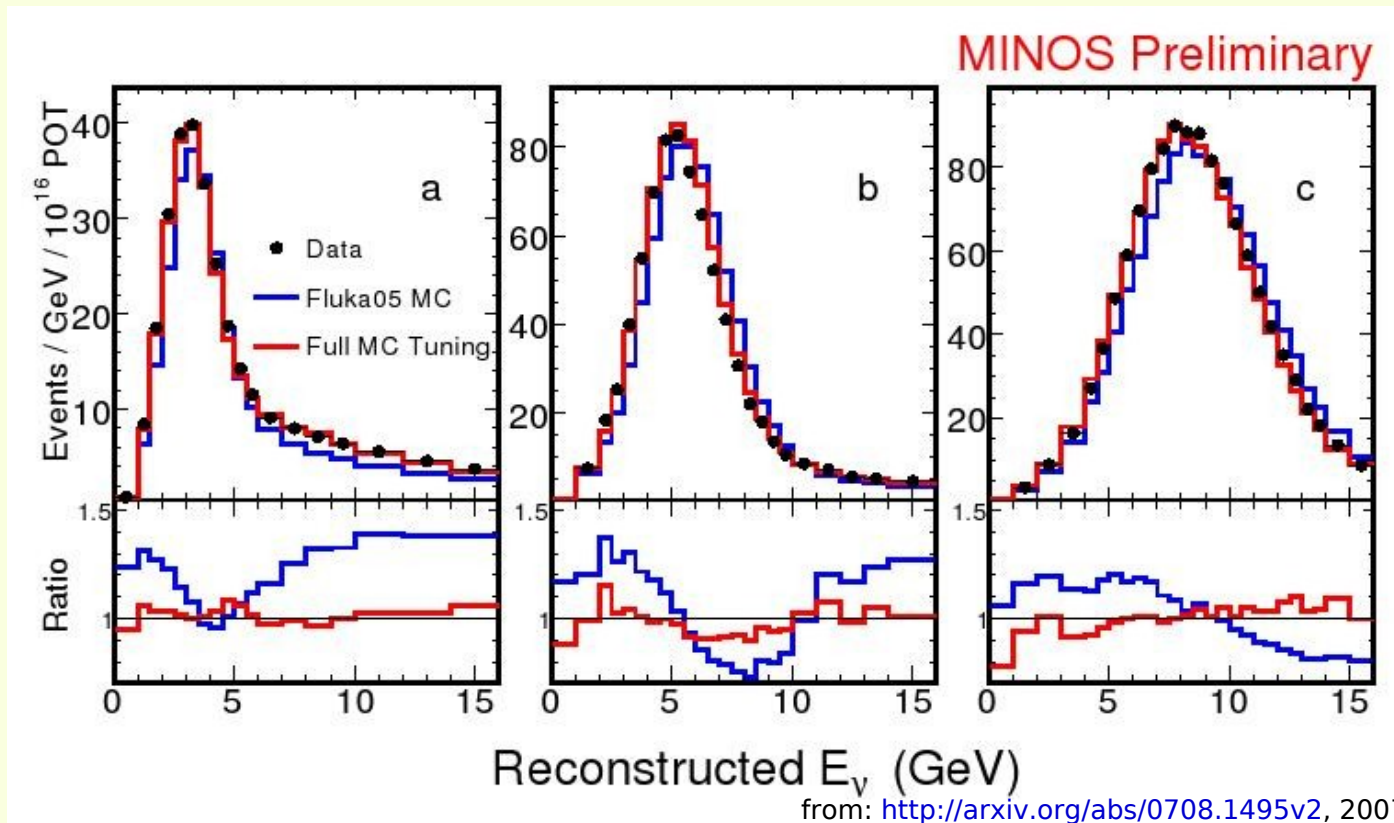 MINOS Preliminary
Events / GeV / 10¹⁶ POT
40
30
20
10
a
Data
Fluka05 MC
Full MC Tuning
80
60
40
20
b
80
60
40
20
c
Ratio
1.5
1
1.5
1
1.5
1
0 5 10 15
0 5 10 15
0 5 10 15
Reconstructed Eᵥ (GeV)
from: http://arxiv.org/abs/0708.1495v2, 2007